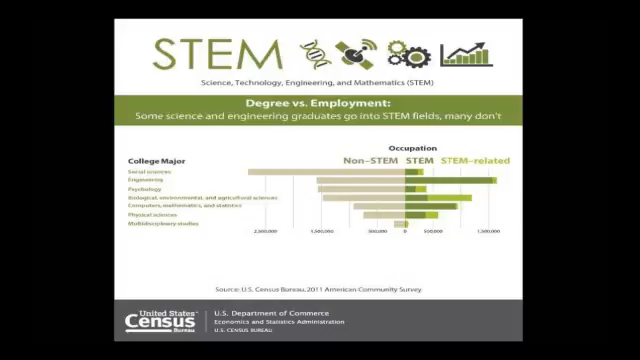 STEM
Science, Technology, Engineering, and Mathematics (STEM)
Degree vs. Employment:
Some science and engineering graduates go into STEM fields, many don't
Occupation
College Major Non-STEM STEM STEM-related
Social sciences
Engineering
Psychology
Biological, environmental, and agricultural sciences
Computers, mathematics, and statistics
Physical sciences
Multidisciplinary studies
2,500,000 1,500,000 500,000 0 500,000 1,500,000
Source: U.S. Census Bureau, 2011 American Community Survey
United States Census Bureau
U.S. Department of Commerce
Economics and Statistics Administration
U.S. CENSUS BUREAU